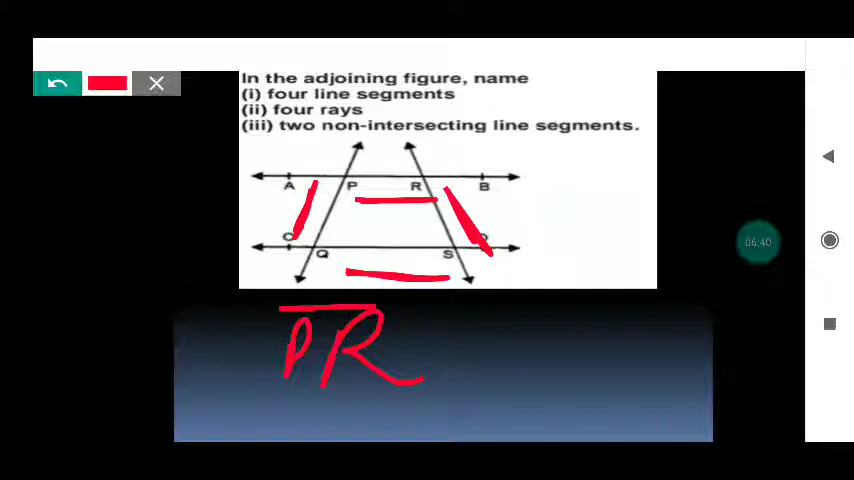 In the adjoining figure, name
(i) four line segments
(ii) four rays
(iii) two non-intersecting line segments.
A P R B
C Q S D
06:40
PR